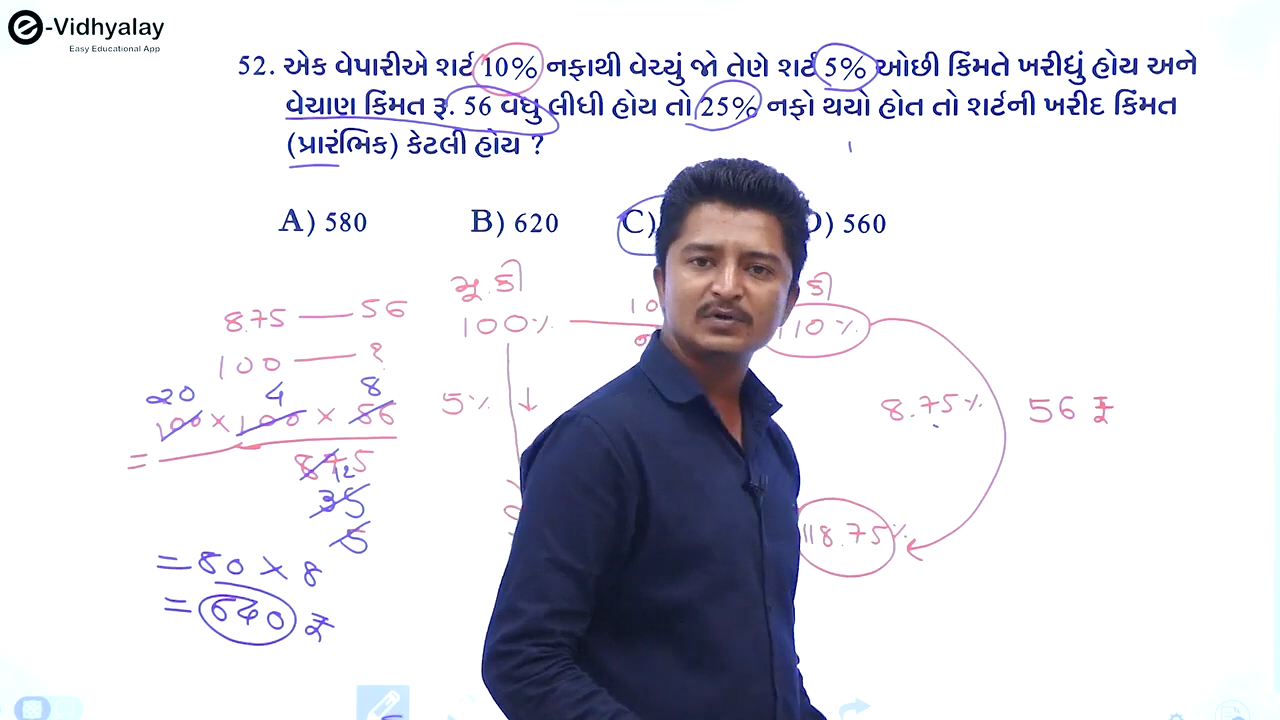 e-Vidhyalay
Easy Educational App
52. એક વેપારીએ શર્ટ 10% નફાથી વેચ્યું જો તેણે શર્ટ 5% ઓછી કિંમતે ખરીધું હોય અને
વેચાણ કિંમત રૂ. 56 વધુ લીધી હોય તો 25% નફો થયો હોત તો શર્ટની ખરીદ કિંમત
(પ્રારંભિક) કેટલી હોય ?
A) 580 B) 620 C) D) 560
મૂ. કી કી
8.75 — 56 100% 10 110%
100 — ?
20 4 8
100 × 100 × 56 5% ↓ 8.75% 56 ₹
=
875
12
35 118.75%
5
= 80 × 8
= 640 ₹